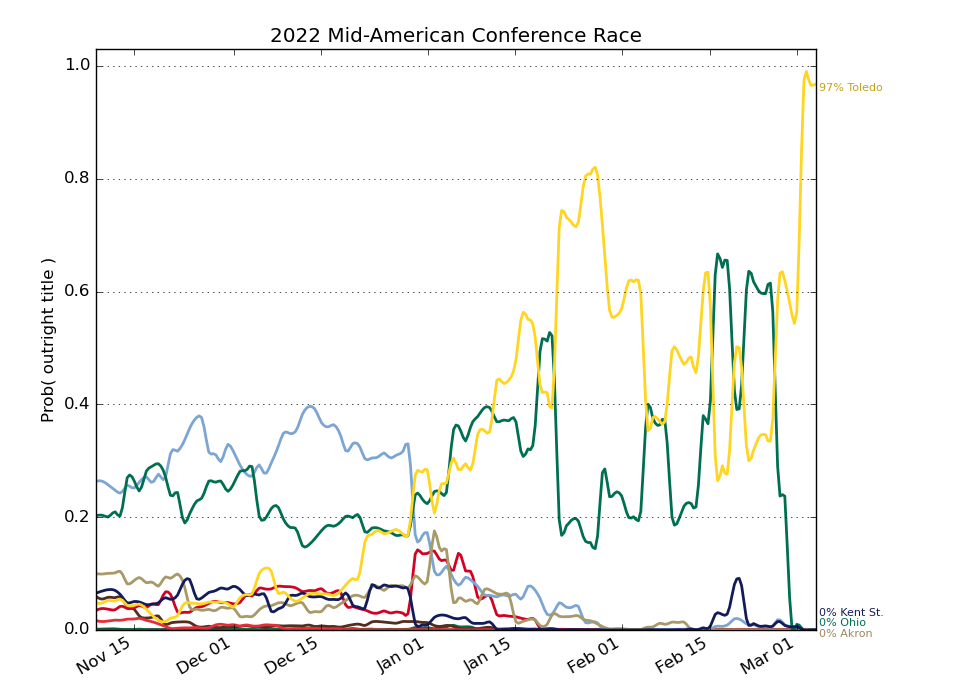 2022 Mid-American Conference Race
Prob( outright title )
1.0
0.8
0.6
0.4
0.2
0.0
97% Toledo
0% Kent St.
0% Ohio
0% Akron
Nov 15
Dec 01
Dec 15
Jan 01
Jan 15
Feb 01
Feb 15
Mar 01